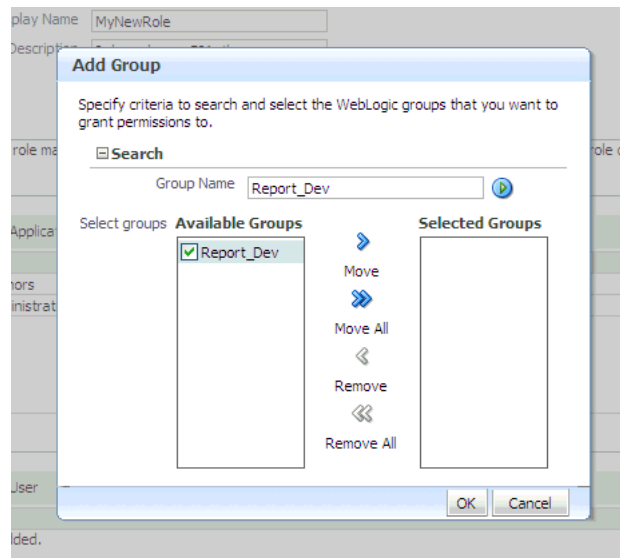 play Name MyNewRole
Descrip
Add Group
Specify criteria to search and select the WebLogic groups that you want to
grant permissions to.
role ma
role c
Search
Group Name Report_Dev
Select groups Available Groups Selected Groups
Applica
Report_Dev
Move
nors
inistrat
Move All
Remove
Remove All
User
OK Cancel
lded.